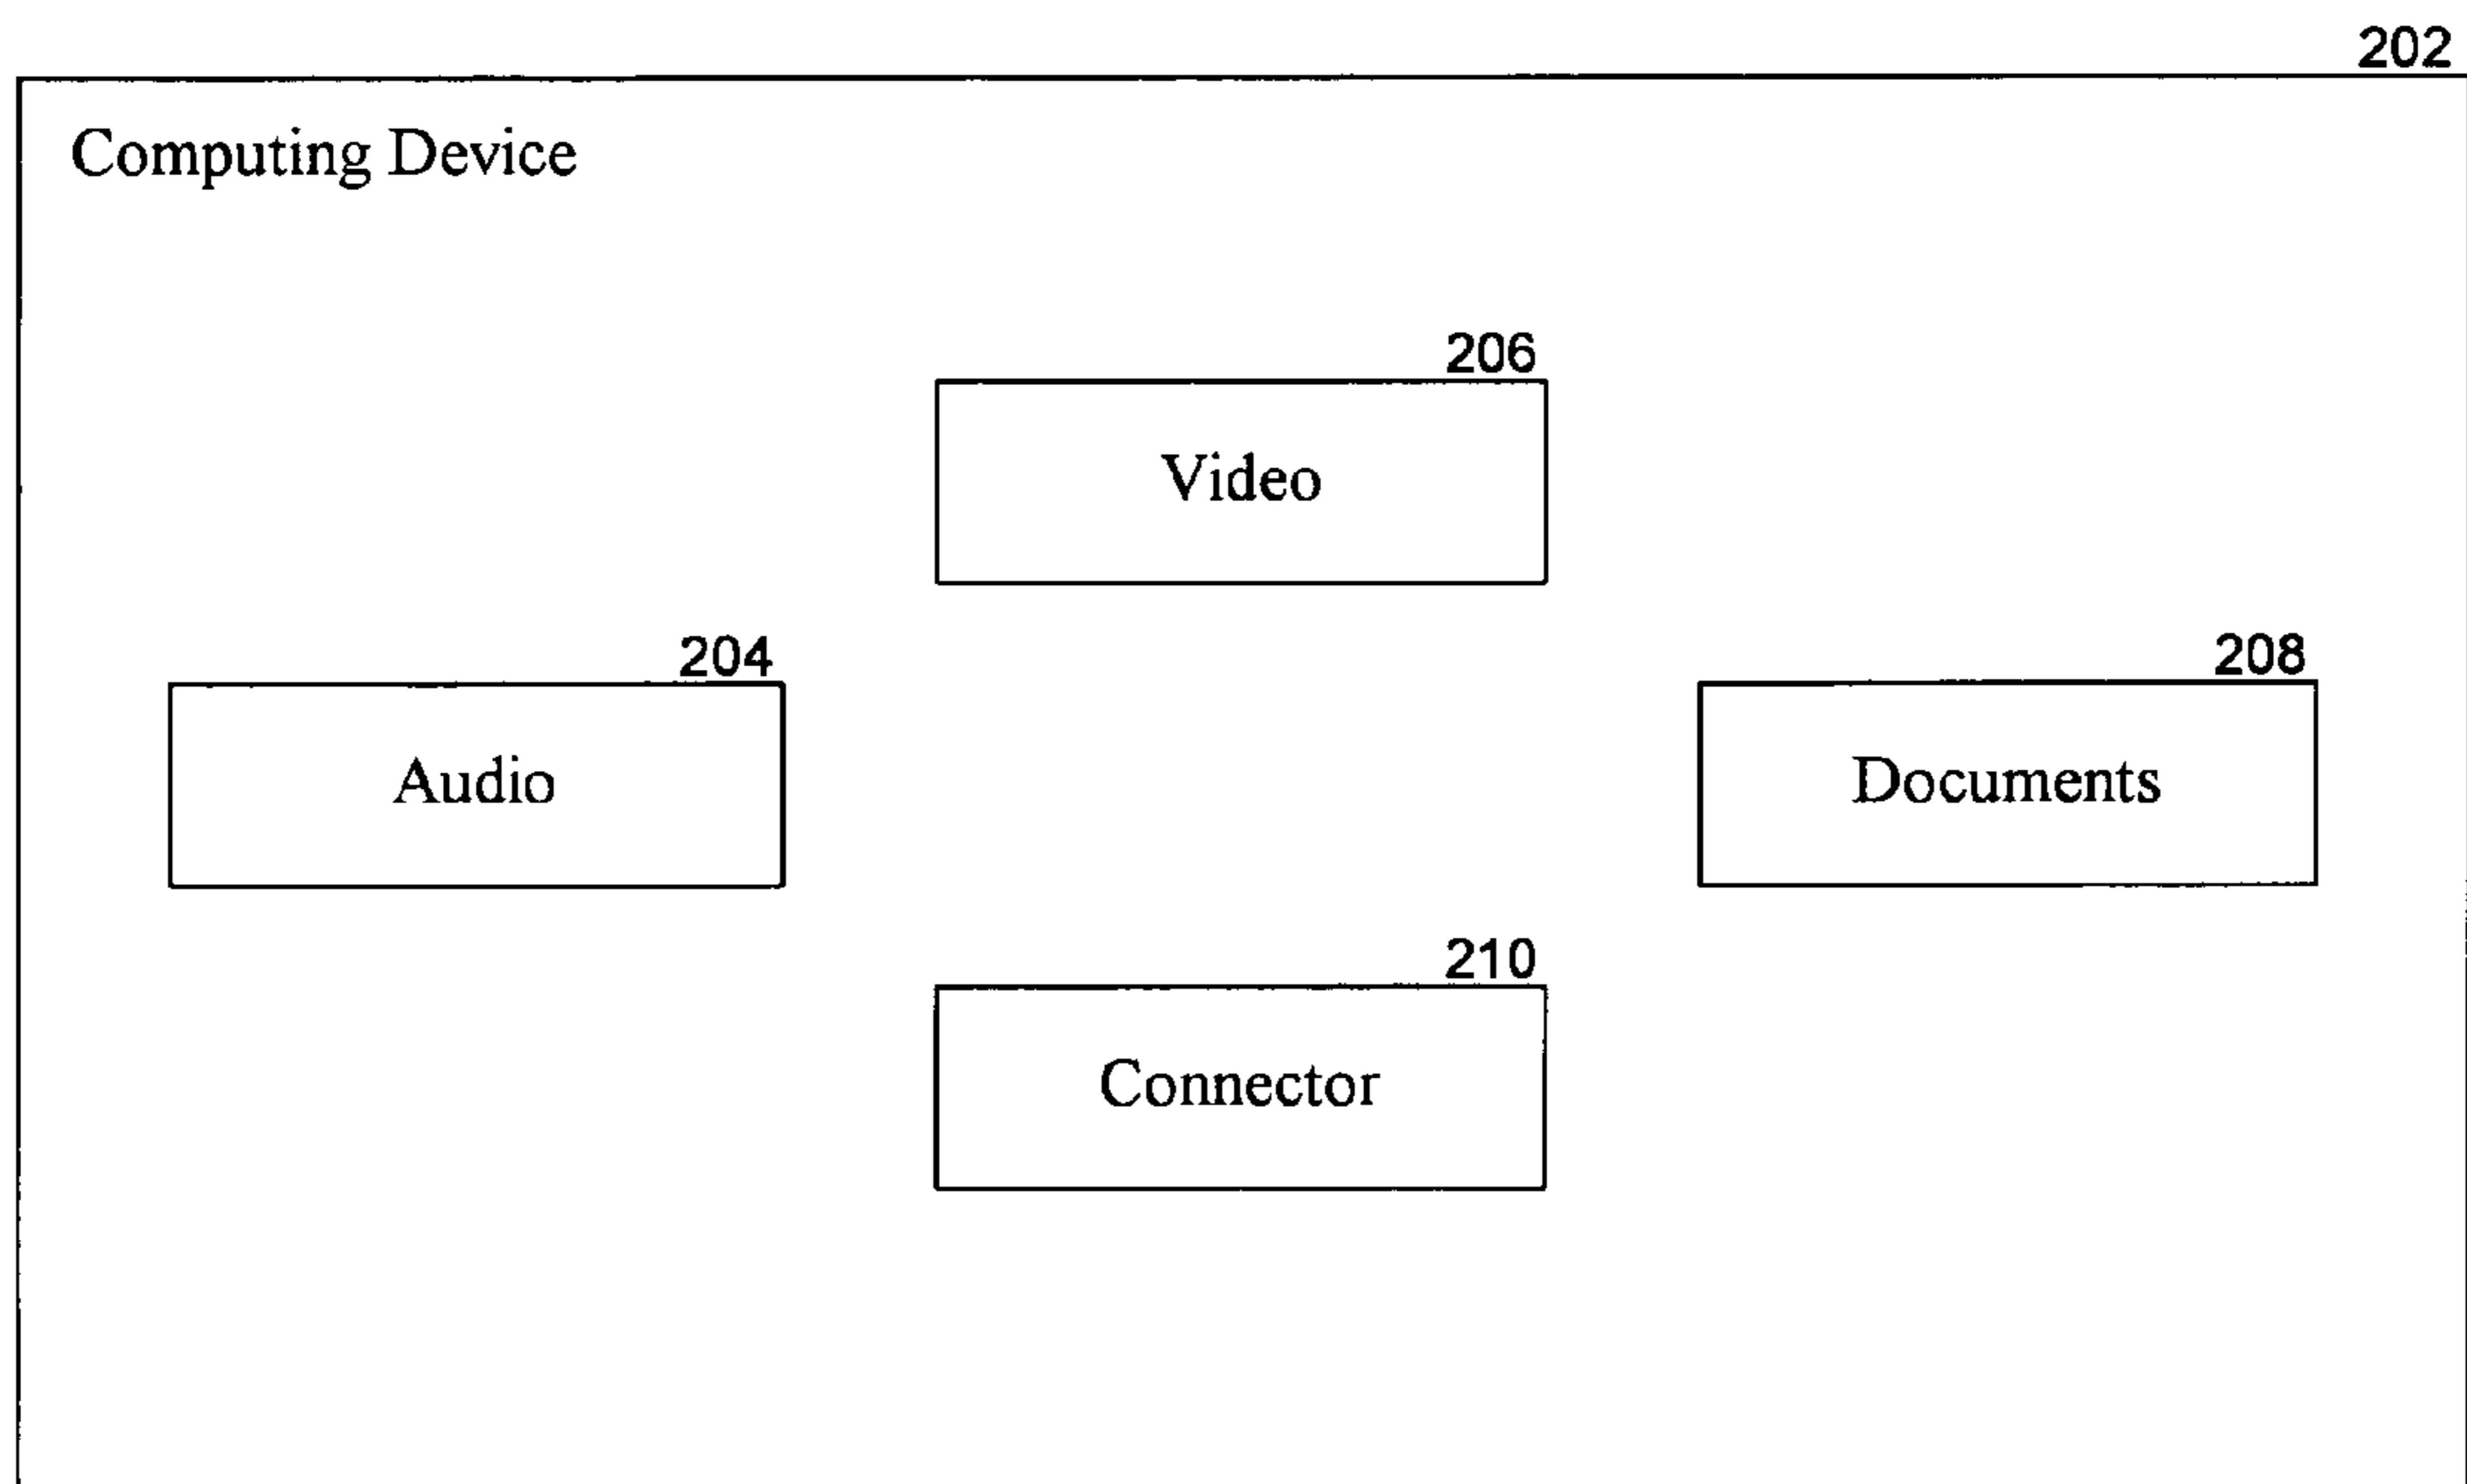 202
Computing Device
206
Video
204
Audio
208
Documents
210
Connector